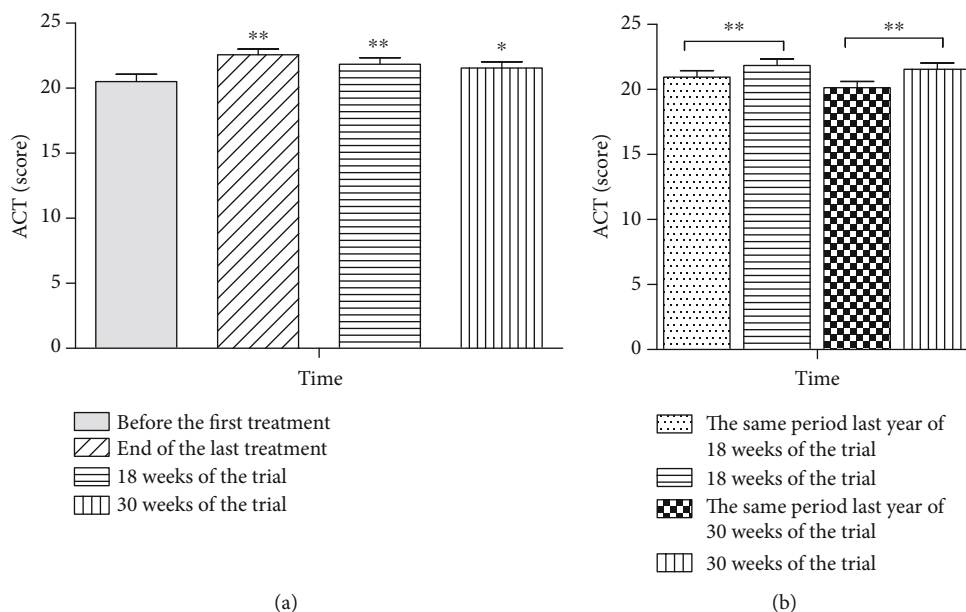 25
20
15
10
5
0
ACT (score)
**
**
*
Time
Before the first treatment
End of the last treatment
18 weeks of the trial
30 weeks of the trial
(a)
25
20
15
10
5
0
ACT (score)
**
**
Time
The same period last year of
18 weeks of the trial
18 weeks of the trial
The same period last year of
30 weeks of the trial
30 weeks of the trial
(b)